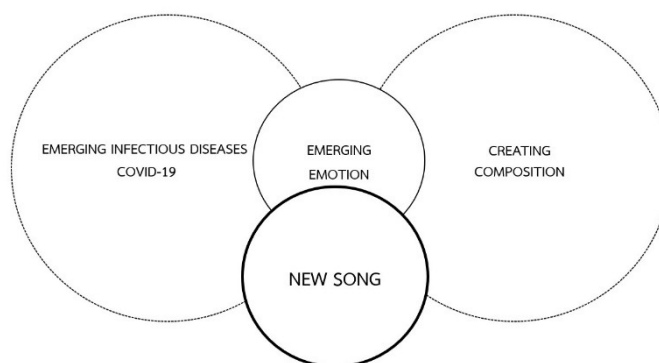 EMERGING INFECTIOUS DISEASES
COVID-19
EMERGING
EMOTION
CREATING
COMPOSITION
NEW SONG